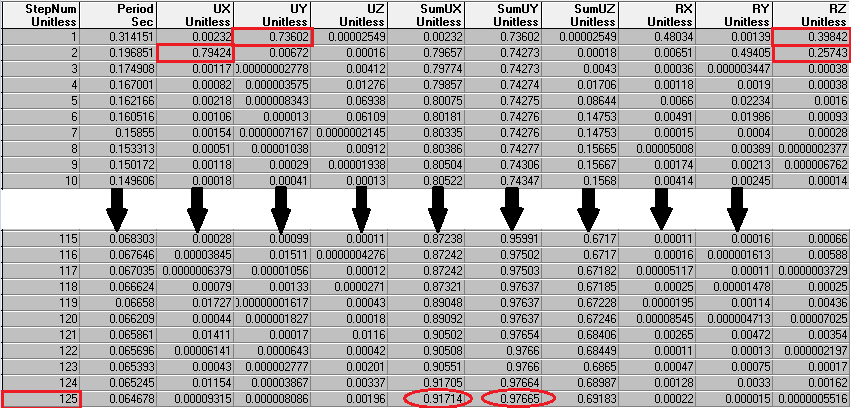 StepNum Period UX UY UZ SumUX SumUY SumUZ RX RY RZ
Unitless Sec Unitless Unitless Unitless Unitless Unitless Unitless Unitless Unitless Unitless
1 0.314151 0.00232 0.73602 0.00002549 0.00232 0.73602 0.00002549 0.48034 0.00139 0.39842
2 0.196851 0.79424 0.00672 0.00016 0.79657 0.74273 0.00018 0.00651 0.49405 0.25743
3 0.174908 0.00117 0.00000002778 0.00412 0.79774 0.74273 0.0043 0.00036 0.000003447 0.00038
4 0.167001 0.00082 0.000003575 0.01276 0.79857 0.74274 0.01706 0.00118 0.0019 0.00038
5 0.162166 0.00218 0.000008343 0.06938 0.80075 0.74275 0.08644 0.0066 0.02234 0.0016
6 0.160516 0.00106 0.000013 0.06109 0.80181 0.74276 0.14753 0.00491 0.01986 0.00093
7 0.15855 0.00154 0.0000007167 0.0000002145 0.80335 0.74276 0.14753 0.00015 0.0004 0.00028
8 0.153313 0.00051 0.00001038 0.00912 0.80386 0.74277 0.15665 0.00005008 0.00389 0.0000002377
9 0.150172 0.00118 0.00029 0.00001938 0.80504 0.74306 0.15667 0.00174 0.00213 0.000006762
10 0.149606 0.00018 0.00041 0.00013 0.80522 0.74347 0.1568 0.00414 0.00245 0.00014
115 0.068303 0.00028 0.00099 0.00011 0.87238 0.95991 0.6717 0.00011 0.00016 0.00066
116 0.067646 0.00003845 0.01511 0.0000004276 0.87242 0.97502 0.6717 0.00016 0.000001613 0.00588
117 0.067035 0.0000006379 0.00001056 0.00012 0.87242 0.97503 0.67182 0.00005117 0.00011 0.0000003729
118 0.066624 0.00079 0.00133 0.0000271 0.87321 0.97637 0.67185 0.00025 0.00001478 0.00025
119 0.06658 0.01727 0.00000001617 0.00043 0.89048 0.97637 0.67228 0.0000195 0.00114 0.00436
120 0.066209 0.00044 0.000001827 0.00018 0.89092 0.97637 0.67246 0.00008545 0.000004713 0.00007025
121 0.065861 0.01411 0.00017 0.0116 0.90502 0.97654 0.68406 0.00265 0.00472 0.00354
122 0.065696 0.00006141 0.0000643 0.00042 0.90508 0.9766 0.68449 0.00011 0.00013 0.000002197
123 0.065393 0.00043 0.000002777 0.00201 0.90551 0.9766 0.6865 0.00047 0.00075 0.00017
124 0.065245 0.01154 0.00003867 0.00337 0.91705 0.97664 0.68987 0.00128 0.0033 0.00162
125 0.064678 0.00009315 0.000008086 0.00196 0.91714 0.97665 0.69183 0.00022 0.000015 0.0000005516